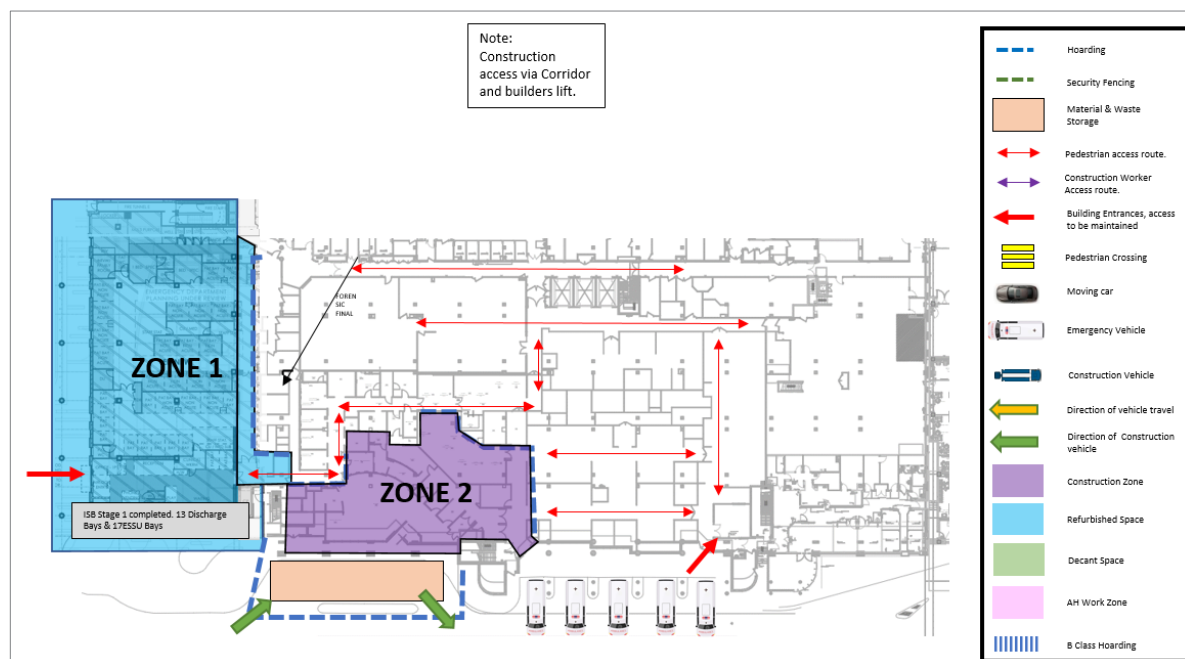 Note:
Construction
access via Corridor
and builders lift.
FOREN
SIC
FINAL
ZONE 1
ZONE 2
ISB Stage 1 completed. 13 Discharge
Bays & 17ESSU Bays
Hoarding
Security Fencing
Material & Waste
Storage
Pedestrian access route.
Construction Worker
Access route.
Building Entrances, access
to be maintained
Pedestrian Crossing
Moving car
Emergency Vehicle
Construction Vehicle
Direction of vehicle travel
Direction of Construction
vehicle
Construction Zone
Refurbished Space
Decant Space
AH Work Zone
B Class Hoarding